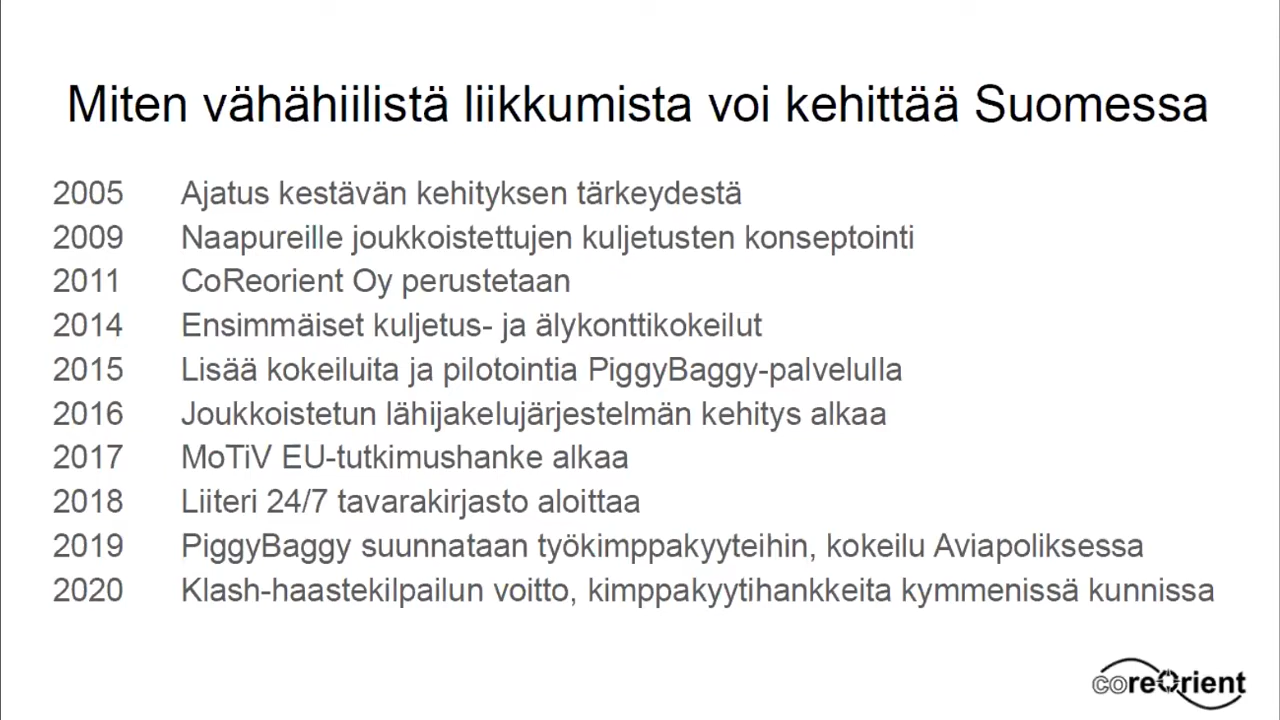 Miten vähähiilistä liikkumista voi kehittää Suomessa
2005 Ajatus kestävän kehityksen tärkeydestä
2009 Naapureille joukkoistettujen kuljetusten konseptointi
2011 CoReorient Oy perustetaan
2014 Ensimmäiset kuljetus- ja älykonttikokeilut
2015 Lisää kokeiluita ja pilotointia PiggyBaggy-palvelulla
2016 Joukkoistetun lähijakelujärjestelmän kehitys alkaa
2017 MoTiV EU-tutkimushanke alkaa
2018 Liiteri 24/7 tavarakirjasto aloittaa
2019 PiggyBaggy suunnataan työkimppakyyteihin, kokeilu Aviapoliksessa
2020 Klash-haastekilpailun voitto, kimppakyytihankkeita kymmenissä kunnissa
coreOrient